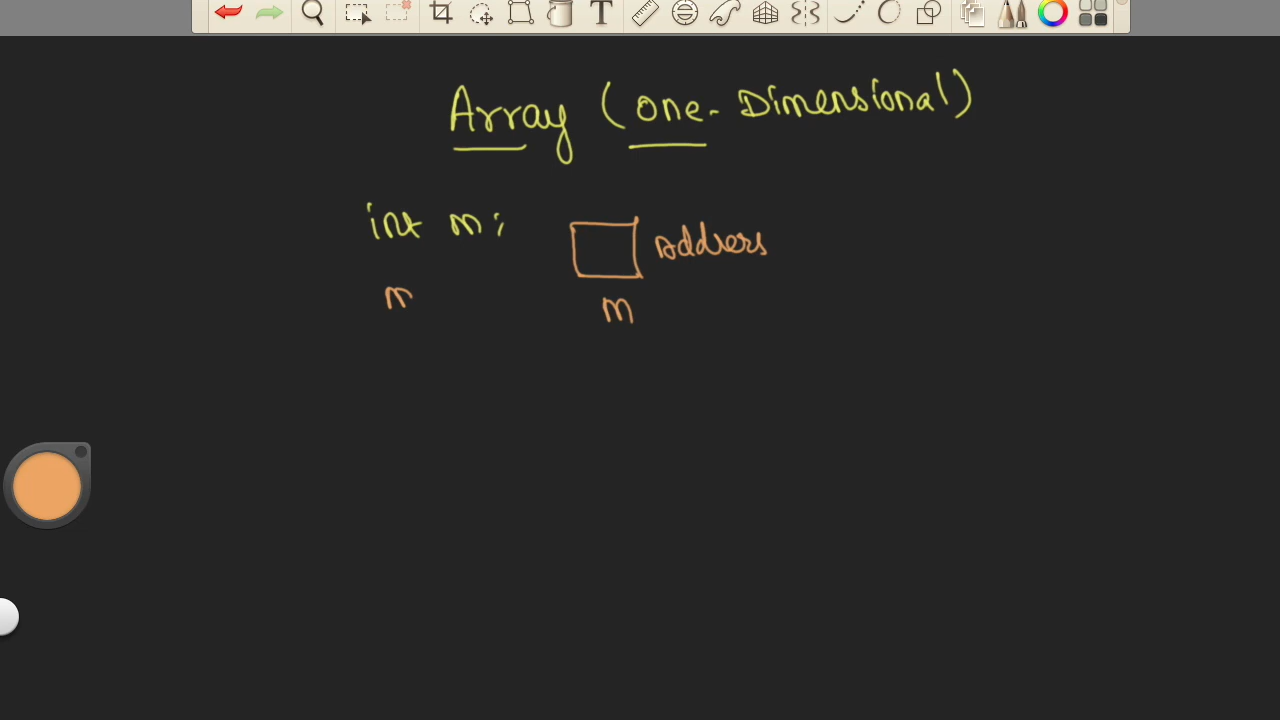 Array (one-Dimensional)
int m;
Address
m
m